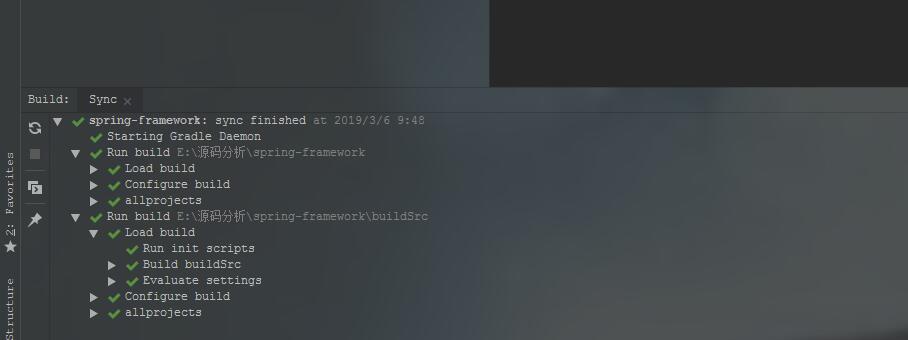 Build: Sync
spring-framework: sync finished at 2019/3/6 9:48
Starting Gradle Daemon
Run build E:\源码分析\spring-framework
Load build
Configure build
allprojects
Run build E:\源码分析\spring-framework\buildSrc
Load build
Run init scripts
Build buildSrc
Evaluate settings
Configure build
allprojects
2: Favorites
Structure